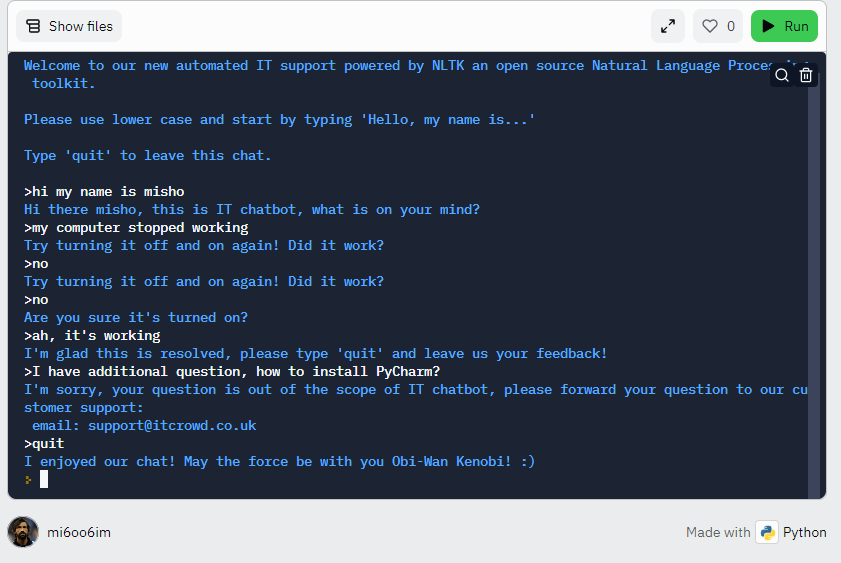 Show files
0
Run
Welcome to our new automated IT support powered by NLTK an open source Natural Language
toolkit.
Please use lower case and start by typing 'Hello, my name is...'
Type 'quit' to leave this chat.
>hi my name is misho
Hi there misho, this is IT chatbot, what is on your mind?
>my computer stopped working
Try turning it off and on again! Did it work?
>no
Try turning it off and on again! Did it work?
>no
Are you sure it's turned on?
>ah, it's working
I'm glad this is resolved, please type 'quit' and leave us your feedback!
>I have additional question, how to install PyCharm?
I'm sorry, your question is out of the scope of IT chatbot, please forward your question to our cu
stomer support:
email: support@itcrowd.co.uk
>quit
I enjoyed our chat! May the force be with you Obi-Wan Kenobi! :)
>
mi6oo6im
Made with Python